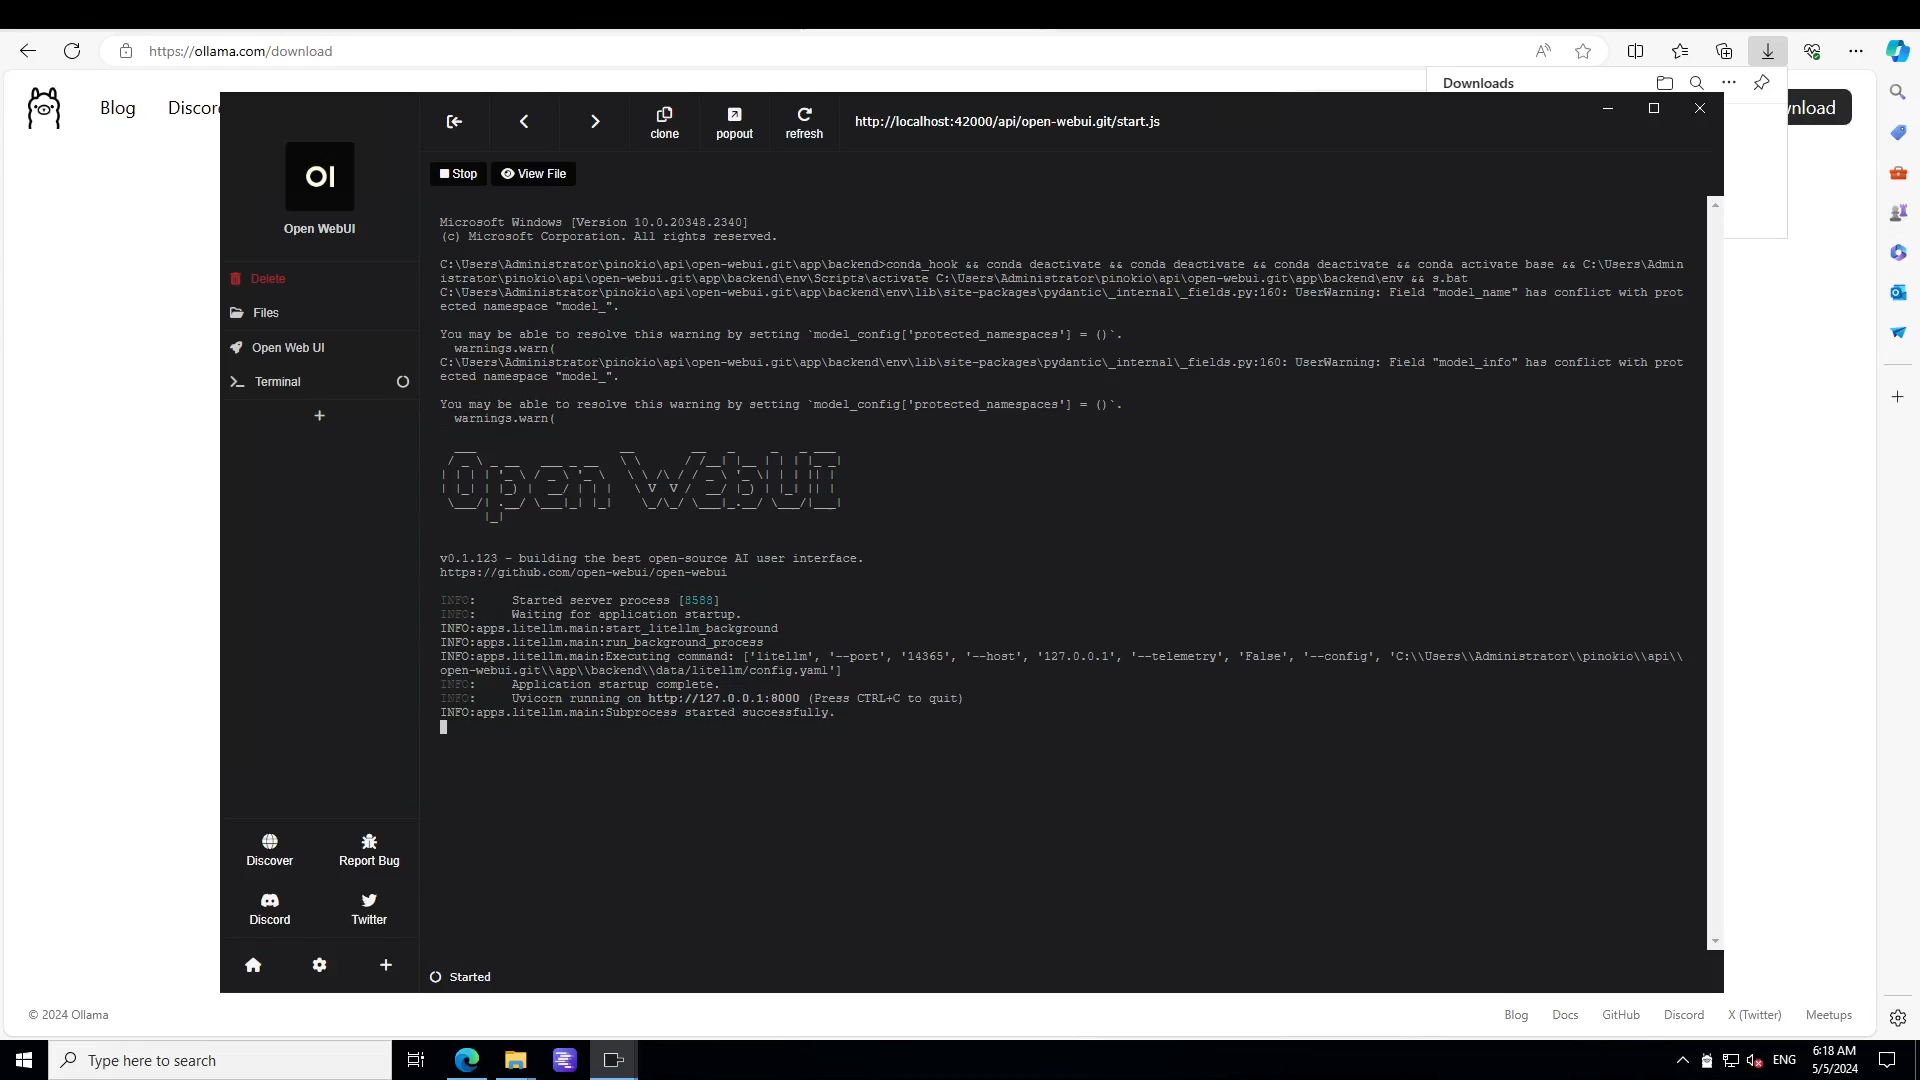 https://ollama.com/download
Downloads
Blog
Discor
nload
OI
Open WebUI
Delete
Files
Open Web UI
Terminal
clone
popout
refresh
http://localhost:42000/api/open-webui.git/start.js
Stop
View File
Microsoft Windows [Version 10.0.20348.2340]
(c) Microsoft Corporation. All rights reserved.
C:\Users\Administrator\pinokio\api\open-webui.git\app\backend>conda_hook && conda deactivate && conda deactivate && conda deactivate && conda activate base && C:\Users\Admin
istrator\pinokio\api\open-webui.git\app\backend\env\Scripts\activate C:\Users\Administrator\pinokio\api\open-webui.git\app\backend\env && s.bat
C:\Users\Administrator\pinokio\api\open-webui.git\app\backend\env\lib\site-packages\pydantic\_internal\_fields.py:160: UserWarning: Field "model_name" has conflict with prot
ected namespace "model_".
You may be able to resolve this warning by setting `model_config['protected_namespaces'] = ()`.
warnings.warn(
C:\Users\Administrator\pinokio\api\open-webui.git\app\backend\env\lib\site-packages\pydantic\_internal\_fields.py:160: UserWarning: Field "model_info" has conflict with prot
ected namespace "model_".
You may be able to resolve this warning by setting `model_config['protected_namespaces'] = ()`.
warnings.warn(
Open WebUI
v0.1.123 - building the best open-source AI user interface.
https://github.com/open-webui/open-webui
INFO: Started server process [8588]
INFO: Waiting for application startup.
INFO:apps.litellm.main:start_litellm_background
INFO:apps.litellm.main:run_background_process
INFO:apps.litellm.main:Executing command: ['litellm', '--port', '14365', '--host', '127.0.0.1', '--telemetry', 'False', '--config', 'C:\\Users\\Administrator\\pinokio\\api\\
open-webui.git\\app\\backend\\data/litellm/config.yaml']
INFO: Application startup complete.
INFO: Uvicorn running on http://127.0.0.1:8000 (Press CTRL+C to quit)
INFO:apps.litellm.main:Subprocess started successfully.
Discover
Report Bug
Discord
Twitter
Started
© 2024 Ollama
Blog
Docs
GitHub
Discord
X (Twitter)
Meetups
Type here to search
ENG
6:18 AM
5/5/2024